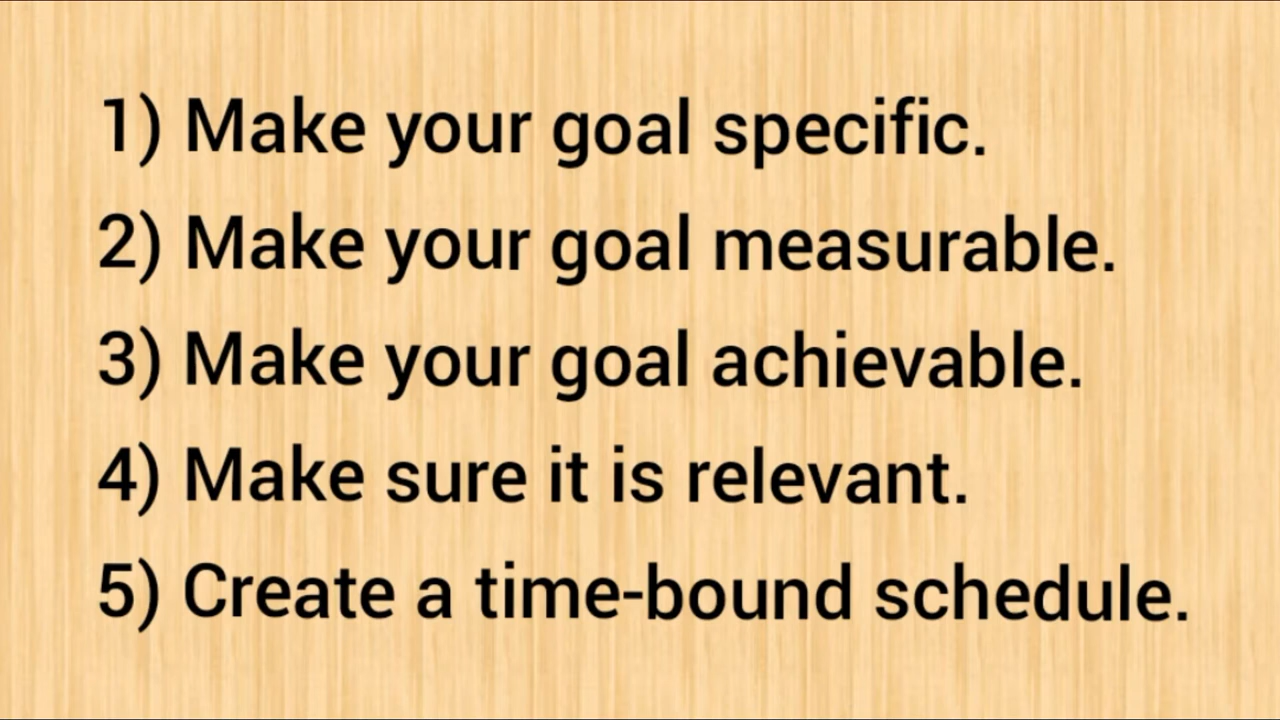 1) Make your goal specific.
2) Make your goal measurable.
3) Make your goal achievable.
4) Make sure it is relevant.
5) Create a time-bound schedule.